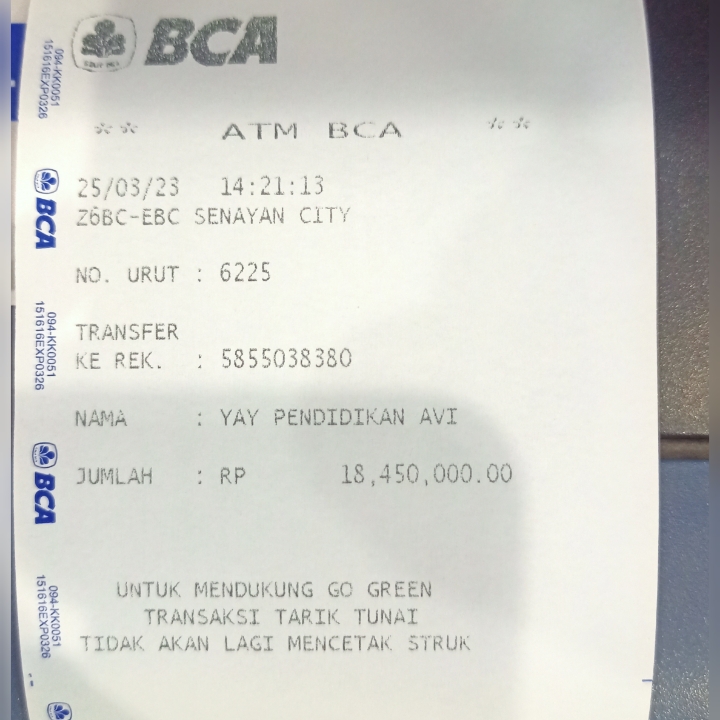 BCA
** ATM BCA **
25/03/23 14:21:13
Z6BC-EBC SENAYAN CITY
NO. URUT : 6225
TRANSFER
KE REK. : 5855038380
NAMA : YAY PENDIDIKAN AVI
JUMLAH : RP 18,450,000.00
UNTUK MENDUKUNG GO GREEN
TRANSAKSI TARIK TUNAI
TIDAK AKAN LAGI MENCETAK STRUK
094-KK0051
151616EXP0326
BCA
094-KK0051
151616EXP0326
BCA
094-KK0051
151616EXP0326